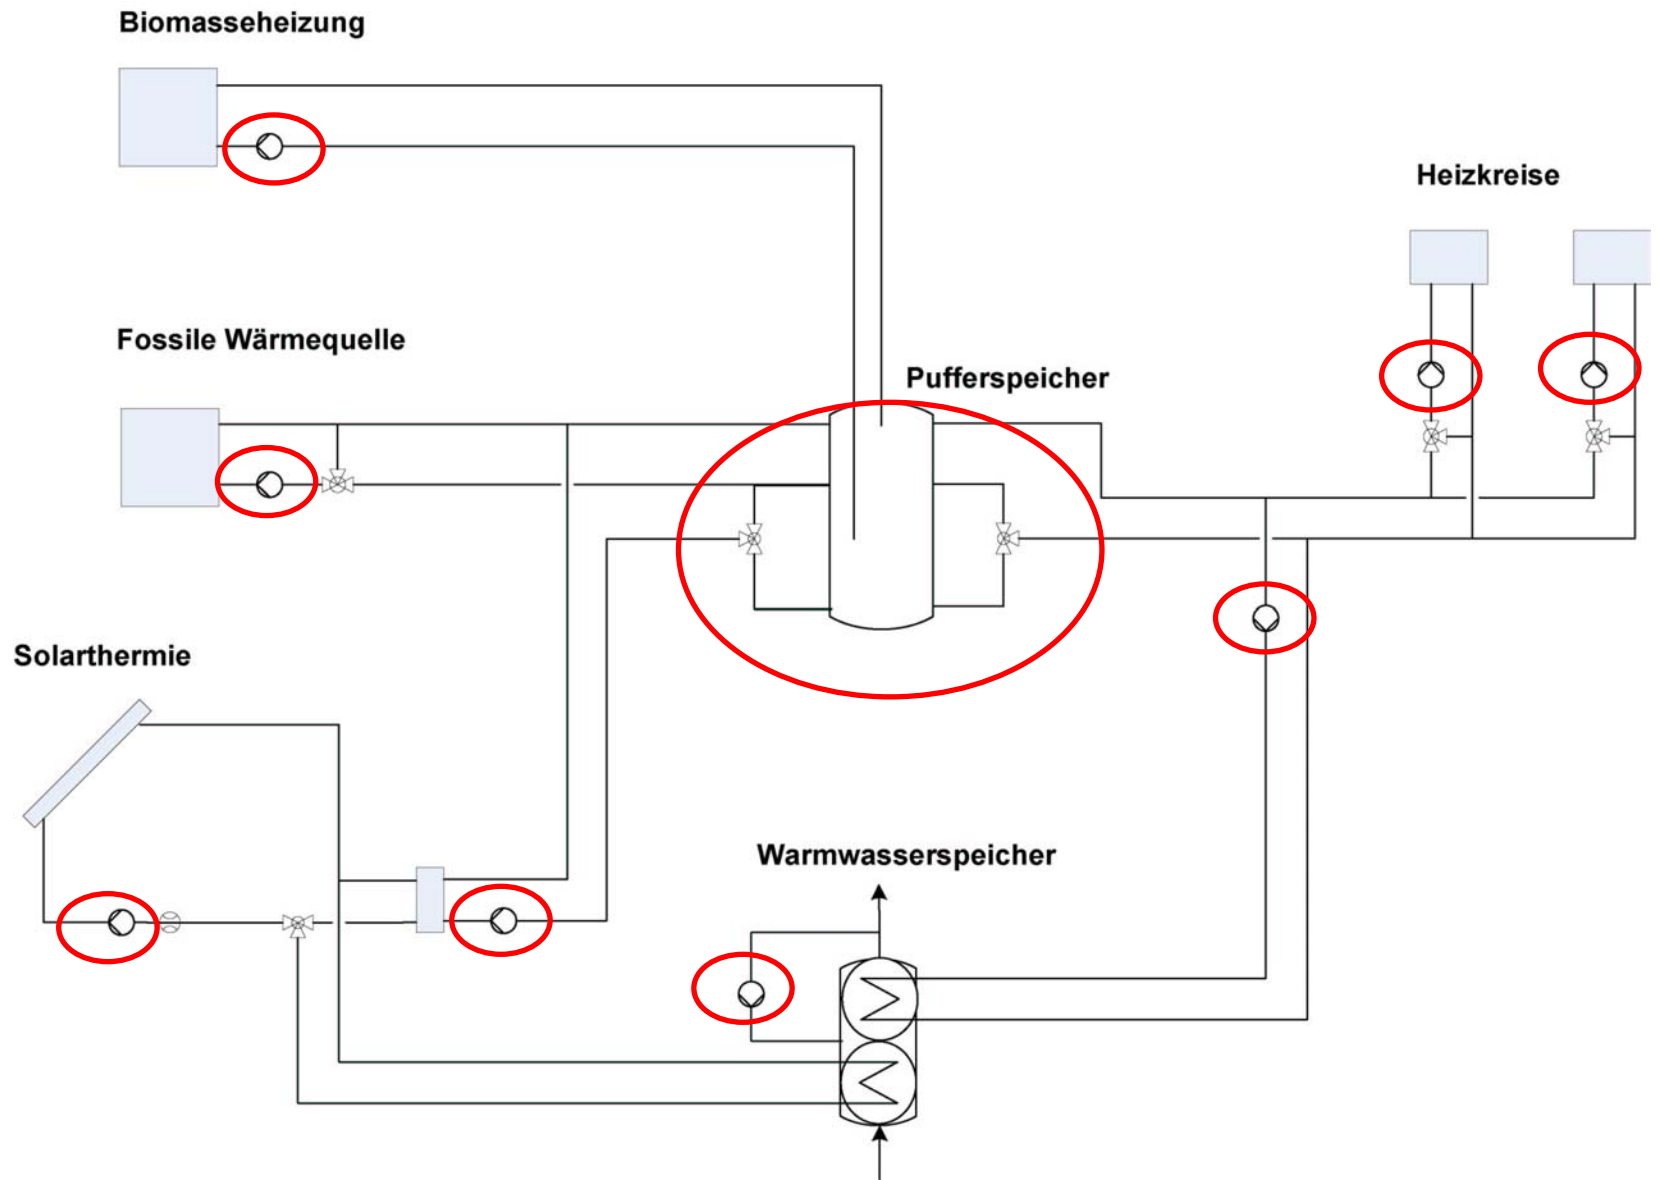 Biomasseheizung
Heizkreise
Fossile Wärmequelle
Pufferspeicher
Solarthermie
Warmwasserspeicher